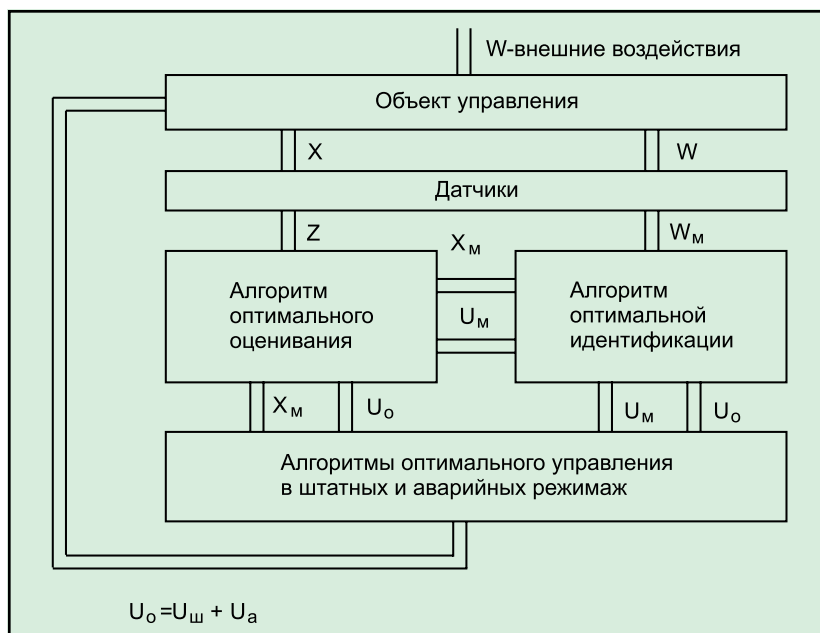 W-внешние воздействия
Объект управления
X
W
Датчики
Z
Wм
Xм
Алгоритм
оптимального
оценивания
Uм
Алгоритм
оптимальной
идентификации
Xм
Uо
Uм
Uо
Алгоритмы оптимального управления
в штатных и аварийных режимаж
Uо=Uш + Uа